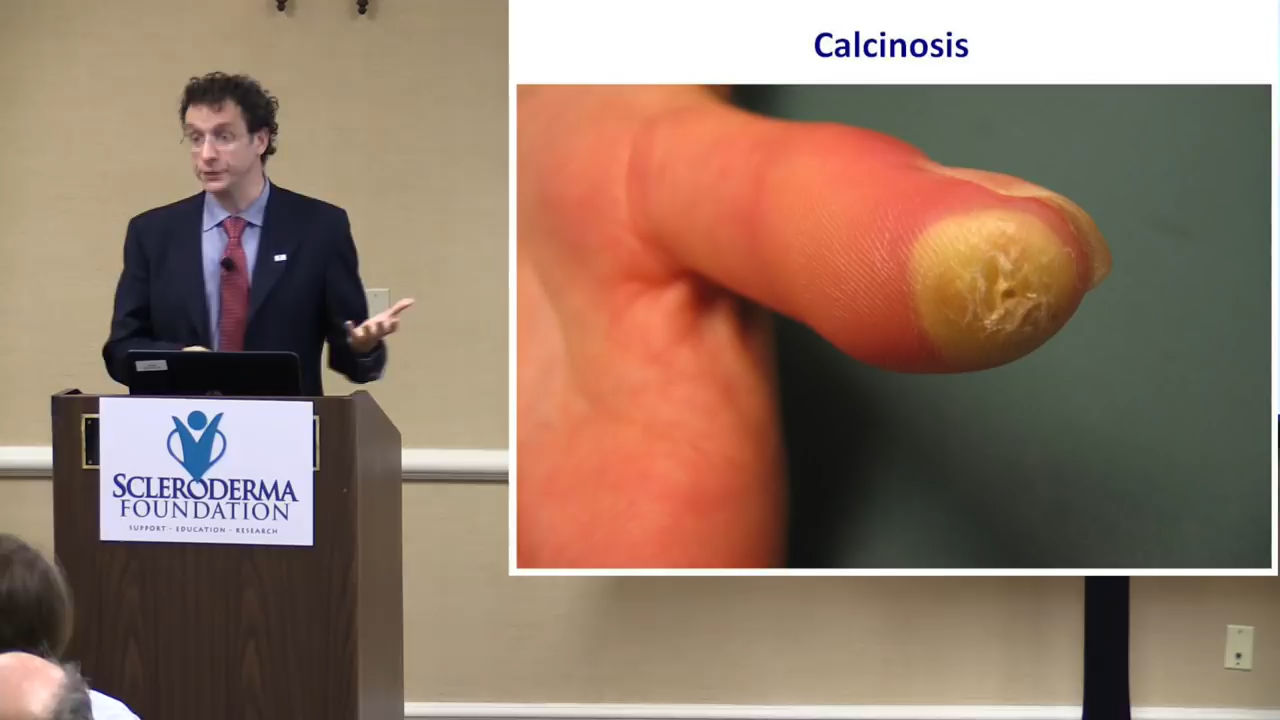 Calcinosis
SCLERODERMA
FOUNDATION
SUPPORT · EDUCATION · RESEARCH